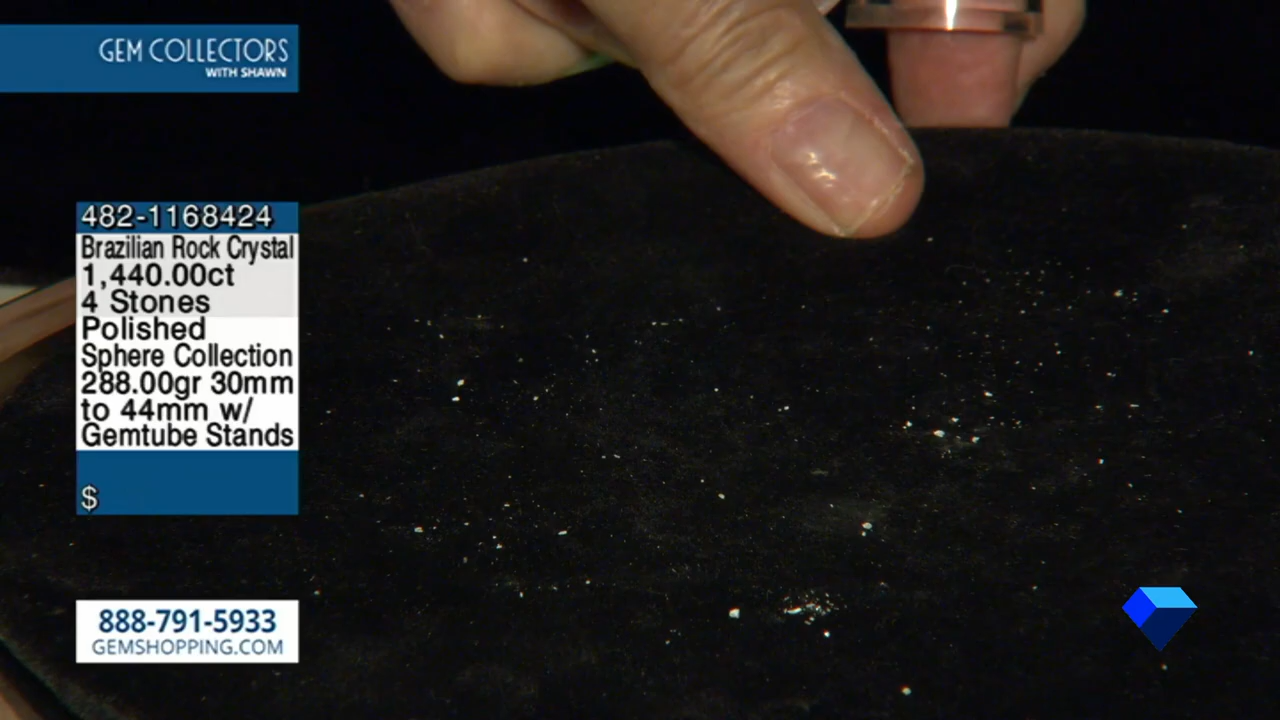 GEM COLLECTORS
WITH SHAWN
482-1168424
Brazilian Rock Crystal
1,440.00ct
4 Stones
Polished
Sphere Collection
288.00gr 30mm
to 44mm w/
Gemtube Stands
$
888-791-5933
GEMSHOPPING.COM